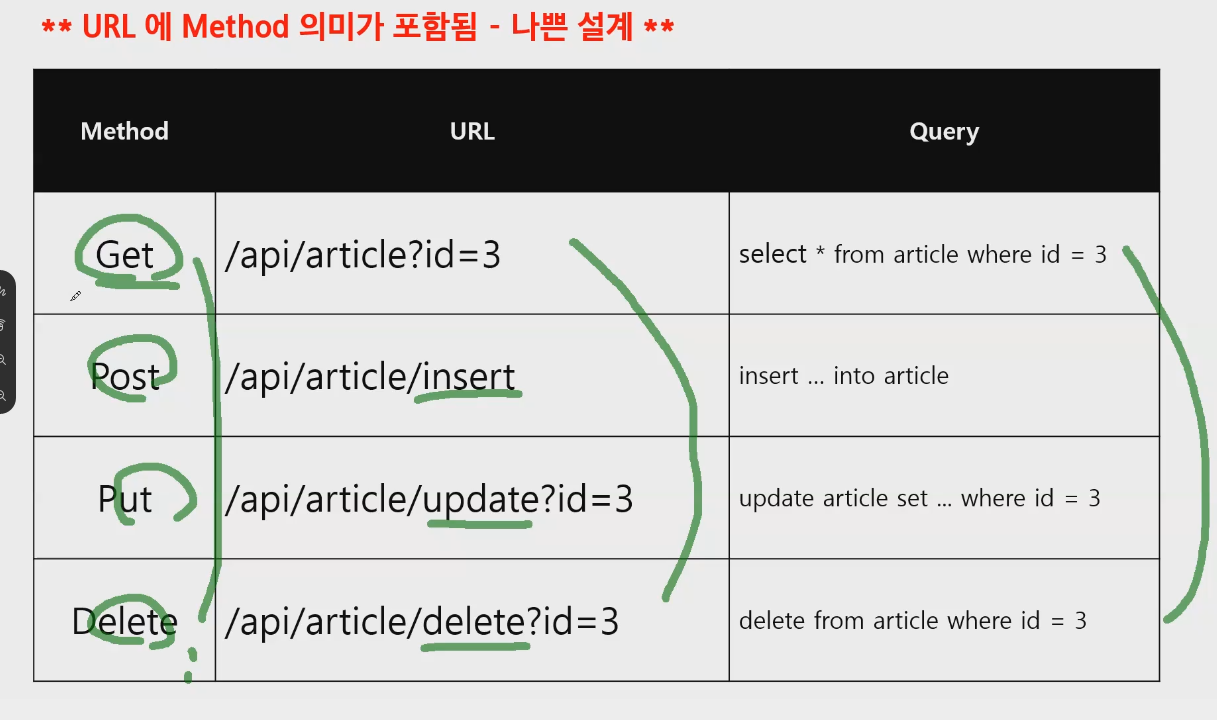 ** URL 에 Method 의미가 포함됨 - 나쁜 설계 **
Method URL Query
Get /api/article?id=3 select * from article where id = 3
Post /api/article/insert insert ... into article
Put /api/article/update?id=3 update article set ... where id = 3
Delete /api/article/delete?id=3 delete from article where id = 3